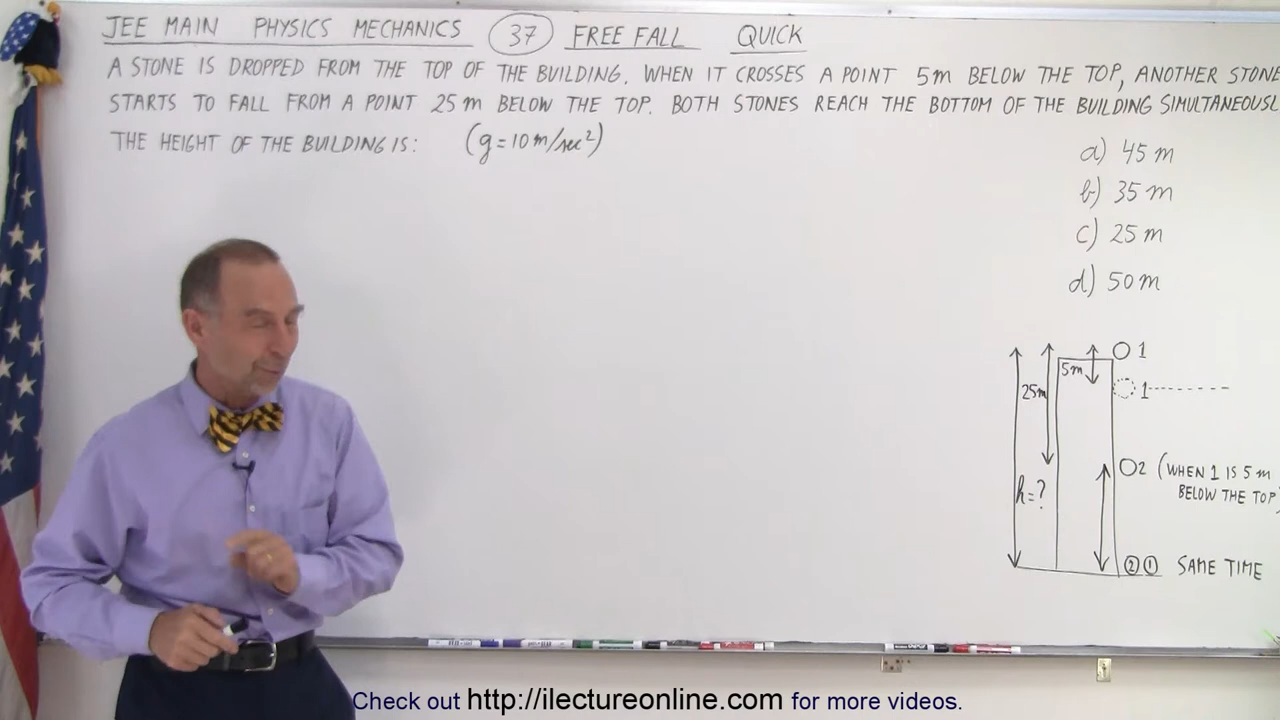 JEE MAIN PHYSICS MECHANICS 37 FREE FALL QUICK
A STONE IS DROPPED FROM THE TOP OF THE BUILDING. WHEN IT CROSSES A POINT 5m BELOW THE TOP, ANOTHER STONE
STARTS TO FALL FROM A POINT 25 m BELOW THE TOP. BOTH STONES REACH THE BOTTOM OF THE BUILDING SIMULTANEOUSL
THE HEIGHT OF THE BUILDING IS: (g=10m/sec²)
a) 45 m
b) 35 m
c) 25 m
d) 50 m
1
5m
25m
1
2 (WHEN 1 IS 5 m
BELOW THE TOP)
h=?
2 1 SAME TIME
Check out http://ilectureonline.com for more videos.